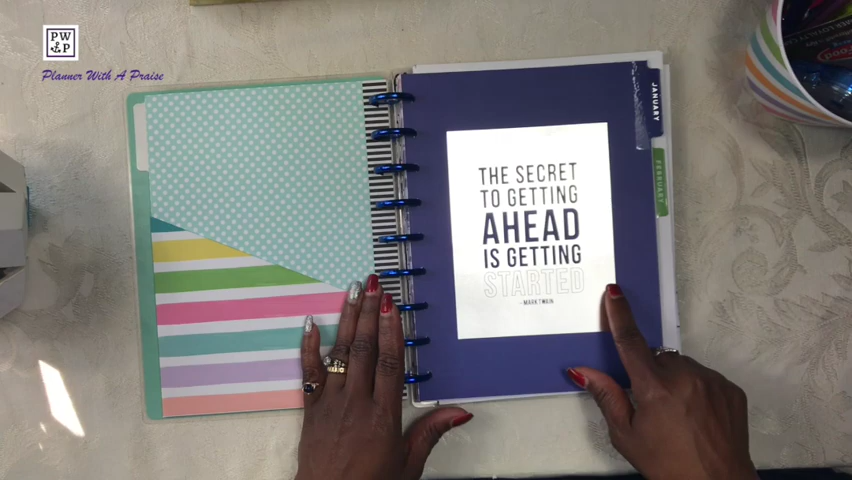 PW
P
Planner With A Praise
THE SECRET
TO GETTING
AHEAD
IS GETTING
STARTED
- MARK TWAIN
JANUARY
FEBRUARY